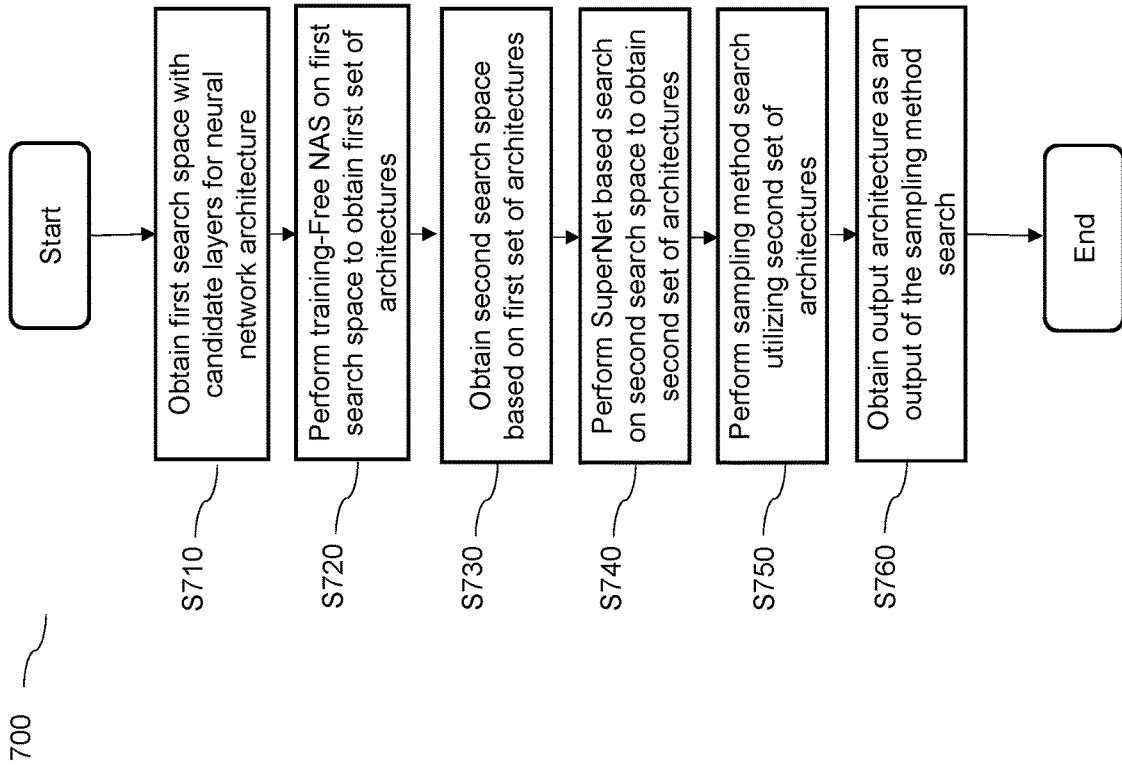 700
Start
S710
Obtain first search space with
candidate layers for neural
network architecture
S720
Perform training-Free NAS on first
search space to obtain first set of
architectures
S730
Obtain second search space
based on first set of architectures
S740
Perform SuperNet based search
on second search space to obtain
second set of architectures
S750
Perform sampling method search
utilizing second set of
architectures
S760
Obtain output architecture as an
output of the sampling method
search
End